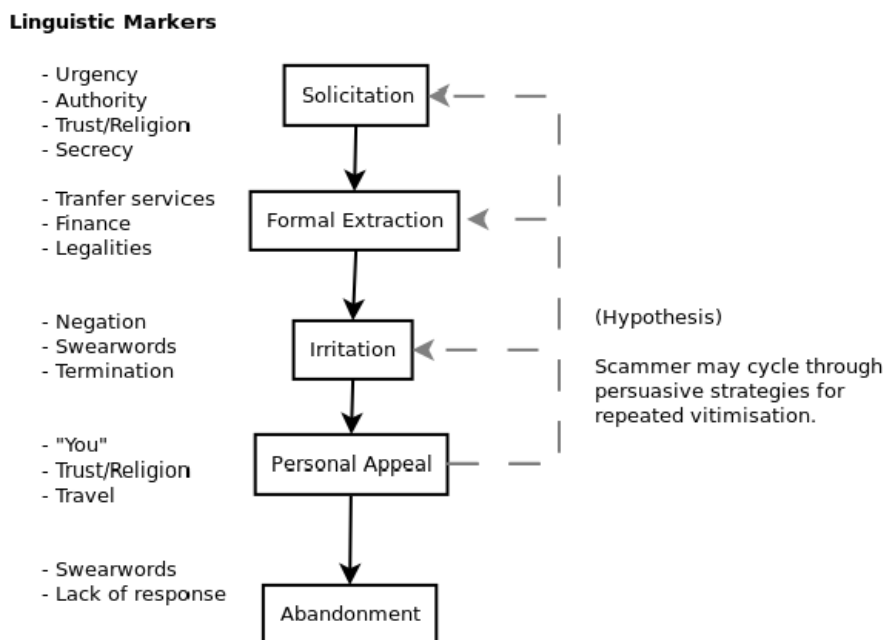 Linguistic Markers
- Urgency
- Authority
- Trust/Religion
- Secrecy
Solicitation
- Tranfer services
- Finance
- Legalities
Formal Extraction
- Negation
- Swearwords
- Termination
Irritation
(Hypothesis)
Scammer may cycle through
persuasive strategies for
repeated vitimisation.
- "You"
- Trust/Religion
- Travel
Personal Appeal
- Swearwords
- Lack of response
Abandonment